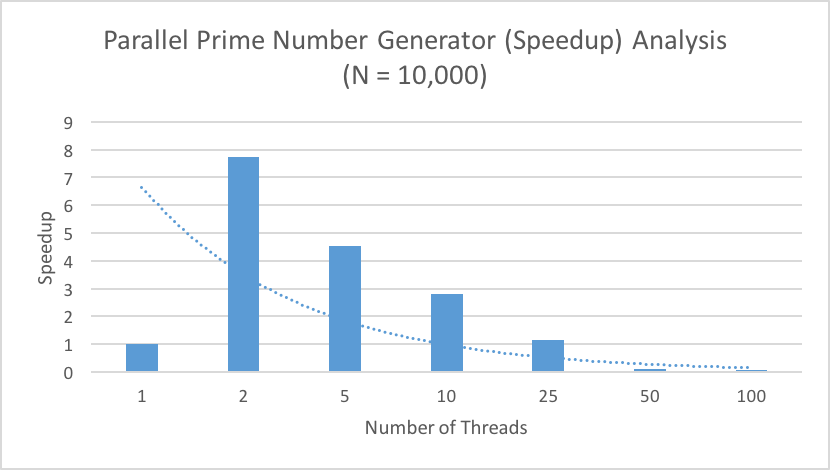 Parallel Prime Number Generator (Speedup) Analysis
(N = 10,000)
9
8
7
6
5
4
3
2
1
0
Speedup
1 2 5 10 25 50 100
Number of Threads